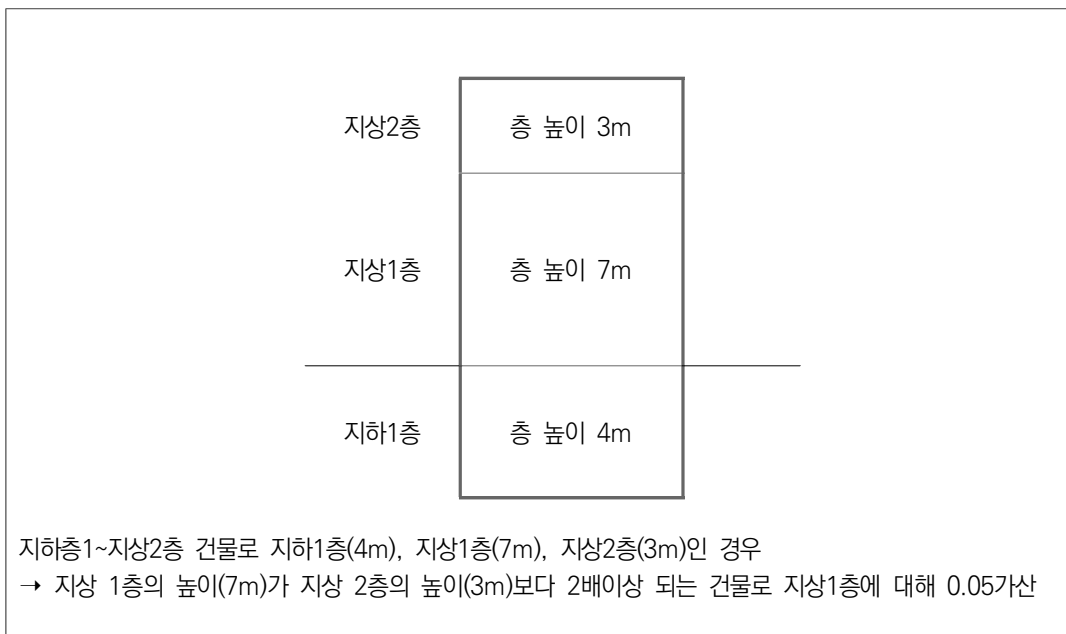 지상2층 층 높이 3m
지상1층 층 높이 7m
지하1층 층 높이 4m
지하층1~지상2층 건물로 지하1층(4m), 지상1층(7m), 지상2층(3m)인 경우
→ 지상 1층의 높이(7m)가 지상 2층의 높이(3m)보다 2배이상 되는 건물로 지상1층에 대해 0.05가산